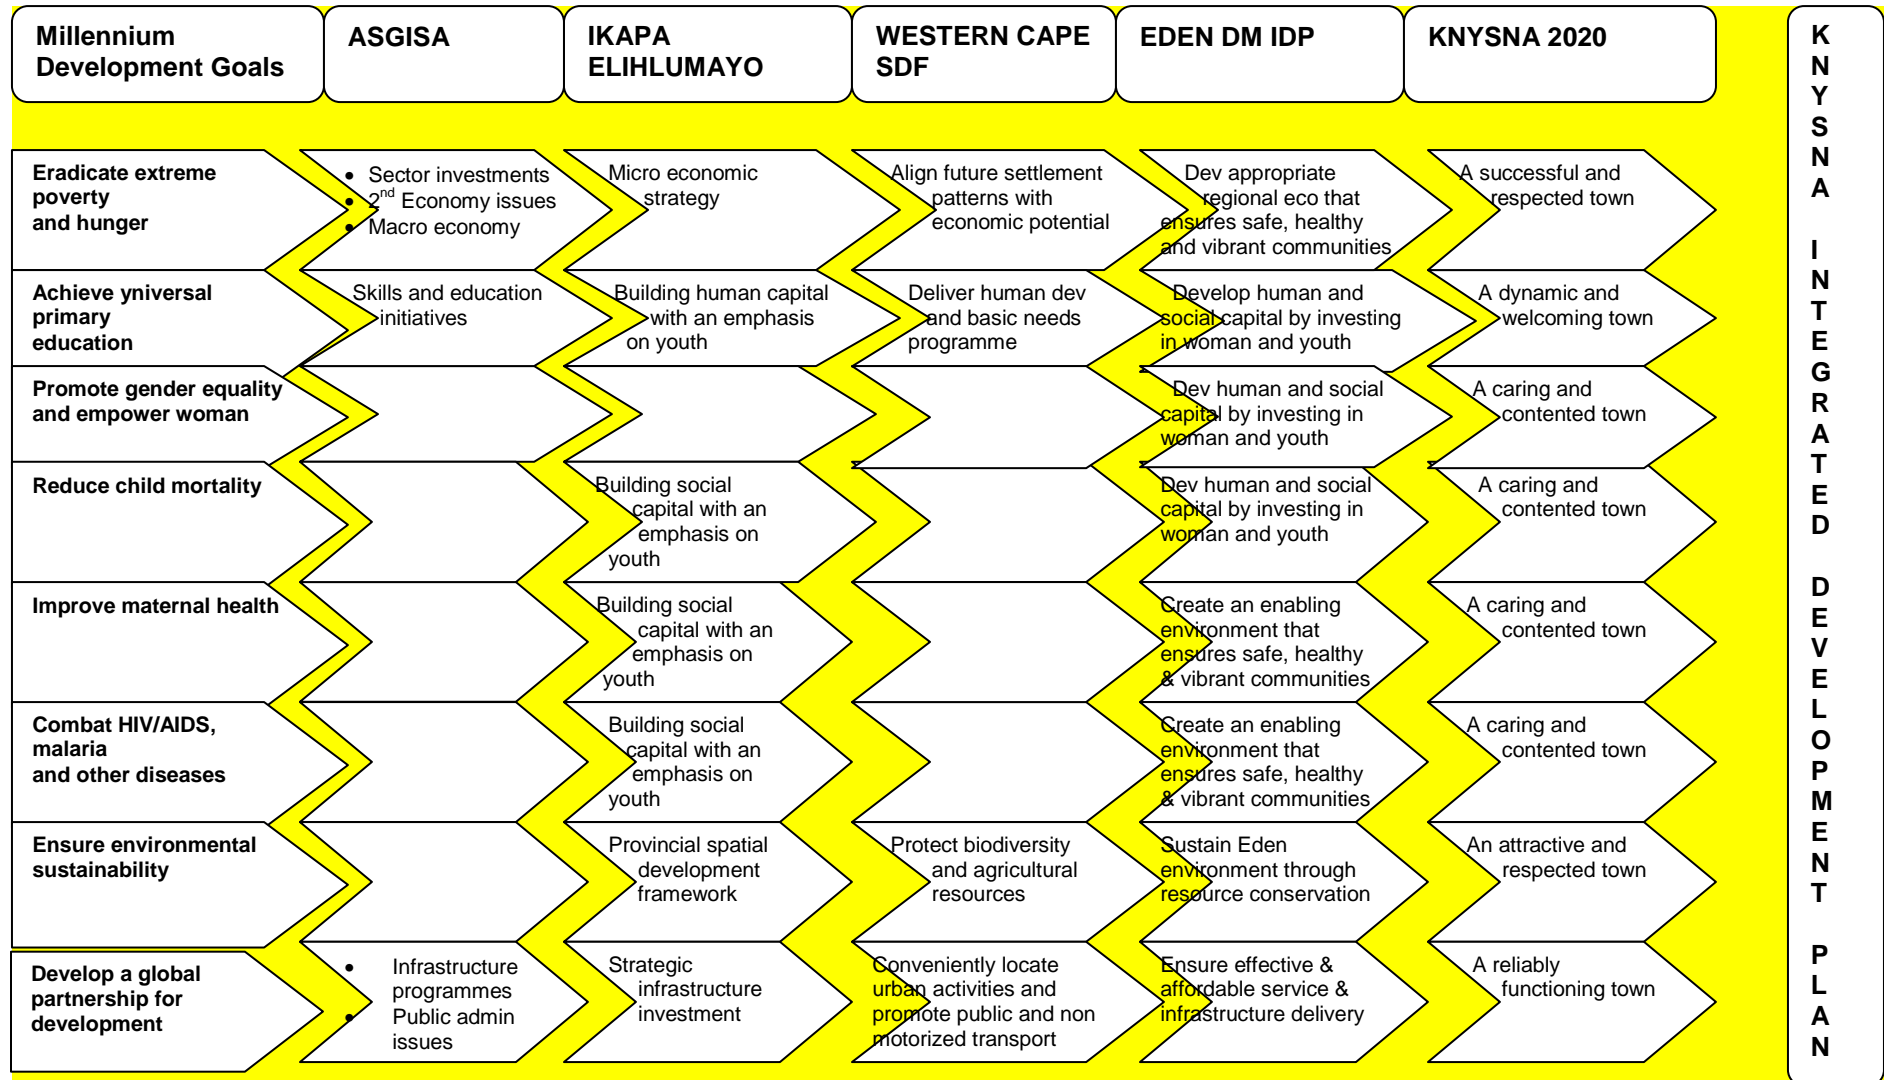 Millennium
Development Goals
ASGISA
IKAPA
ELIHLUMAYO
WESTERN CAPE
SDF
EDEN DM IDP
KNYSNA 2020
Eradicate extreme
poverty
and hunger
• Sector investments
• 2nd Economy issues
• Macro economy
Micro economic
strategy
Align future settlement
patterns with
economic potential
Dev appropriate
regional eco that
ensures safe, healthy
and vibrant communities
A successful and
respected town
Achieve yniversal
primary
education
Skills and education
initiatives
Building human capital
with an emphasis
on youth
Deliver human dev
and basic needs
programme
Develop human and
social capital by investing
in woman and youth
A dynamic and
welcoming town
Promote gender equality
and empower woman
Dev human and social
capital by investing in
woman and youth
A caring and
contented town
Reduce child mortality
Building social
capital with an
emphasis on
youth
Dev human and social
capital by investing in
woman and youth
A caring and
contented town
Improve maternal health
Building social
capital with an
emphasis on
youth
Create an enabling
environment that
ensures safe, healthy
& vibrant communities
A caring and
contented town
Combat HIV/AIDS,
malaria
and other diseases
Building social
capital with an
emphasis on
youth
Create an enabling
environment that
ensures safe, healthy
& vibrant communities
A caring and
contented town
Ensure environmental
sustainability
Provincial spatial
development
framework
Protect biodiversity
and agricultural
resources
Sustain Eden
environment through
resource conservation
An attractive and
respected town
Develop a global
partnership for
development
• Infrastructure
programmes
• Public admin
issues
Strategic
infrastructure
investment
Conveniently locate
urban activities and
promote public and non
motorized transport
Ensure effective &
affordable service &
infrastructure delivery
A reliably
functioning town
KNYSNA INTEGRATED DEVELOPMENT PLAN